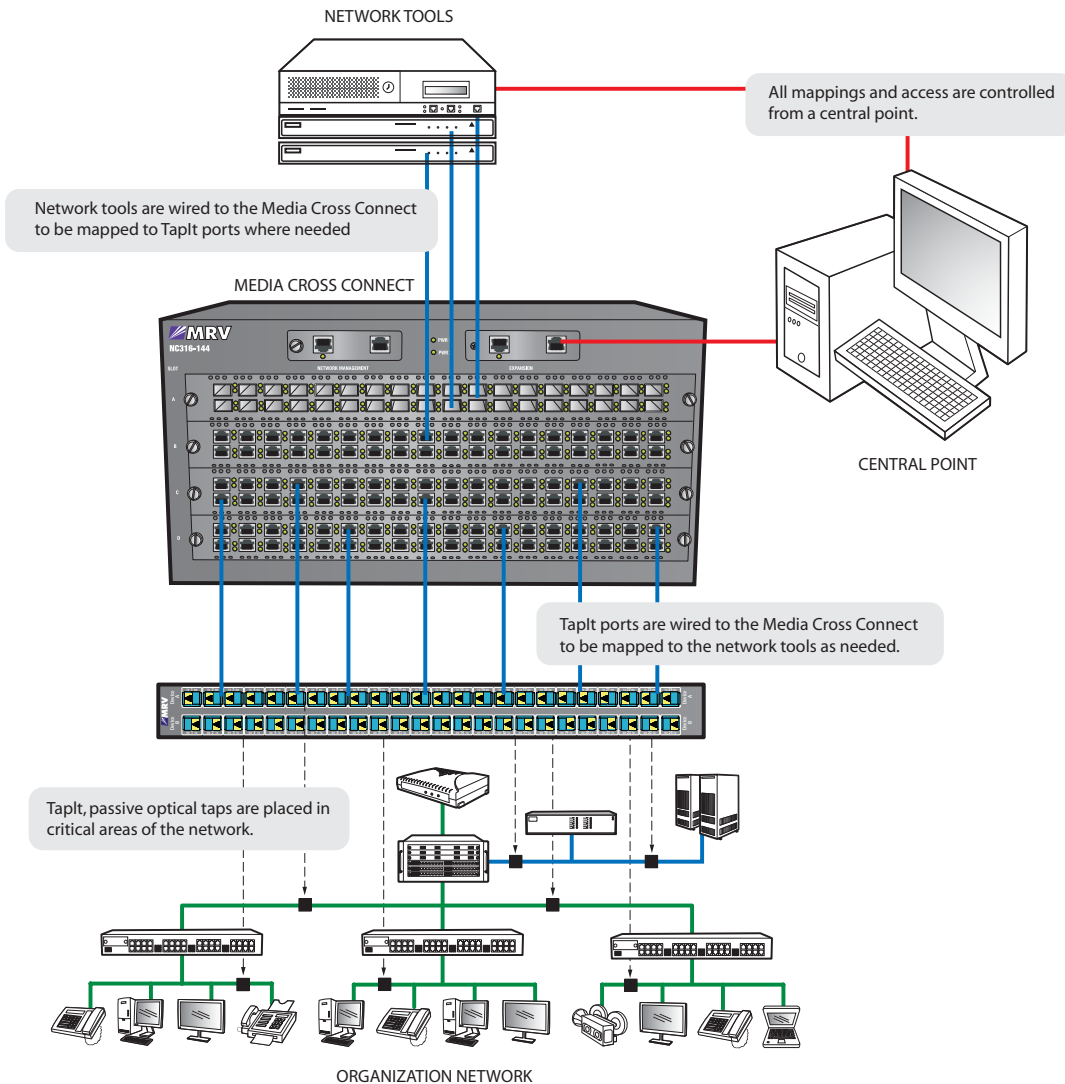 NETWORK TOOLS
All mappings and access are controlled
from a central point.
Network tools are wired to the Media Cross Connect
to be mapped to TapIt ports where needed
MEDIA CROSS CONNECT
MRV
NC316-144
PWR
PWR
SLOT
NETWORK MANAGEMENT
EXPANSION
A
B
C
D
CENTRAL POINT
TapIt ports are wired to the Media Cross Connect
to be mapped to the network tools as needed.
MRV
A
A
B
B
TapIt, passive optical taps are placed in
critical areas of the network.
ORGANIZATION NETWORK